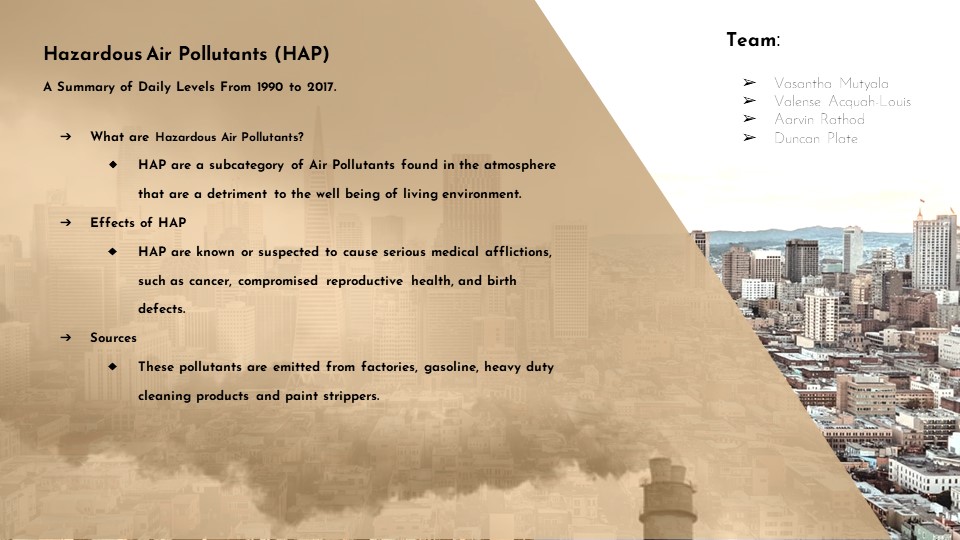 Hazardous Air Pollutants (HAP)
A Summary of Daily Levels From 1990 to 2017.
➔ What are Hazardous Air Pollutants?
◆ HAP are a subcategory of Air Pollutants found in the atmosphere
that are a detriment to the well being of living environment.
➔ Effects of HAP
◆ HAP are known or suspected to cause serious medical afflictions,
such as cancer, compromised reproductive health, and birth
defects.
➔ Sources
◆ These pollutants are emitted from factories, gasoline, heavy duty
cleaning products and paint strippers.
Team:
➢ Vasantha Mutyala
➢ Valense Acquah-Louis
➢ Aarvin Rathod
➢ Duncan Plate